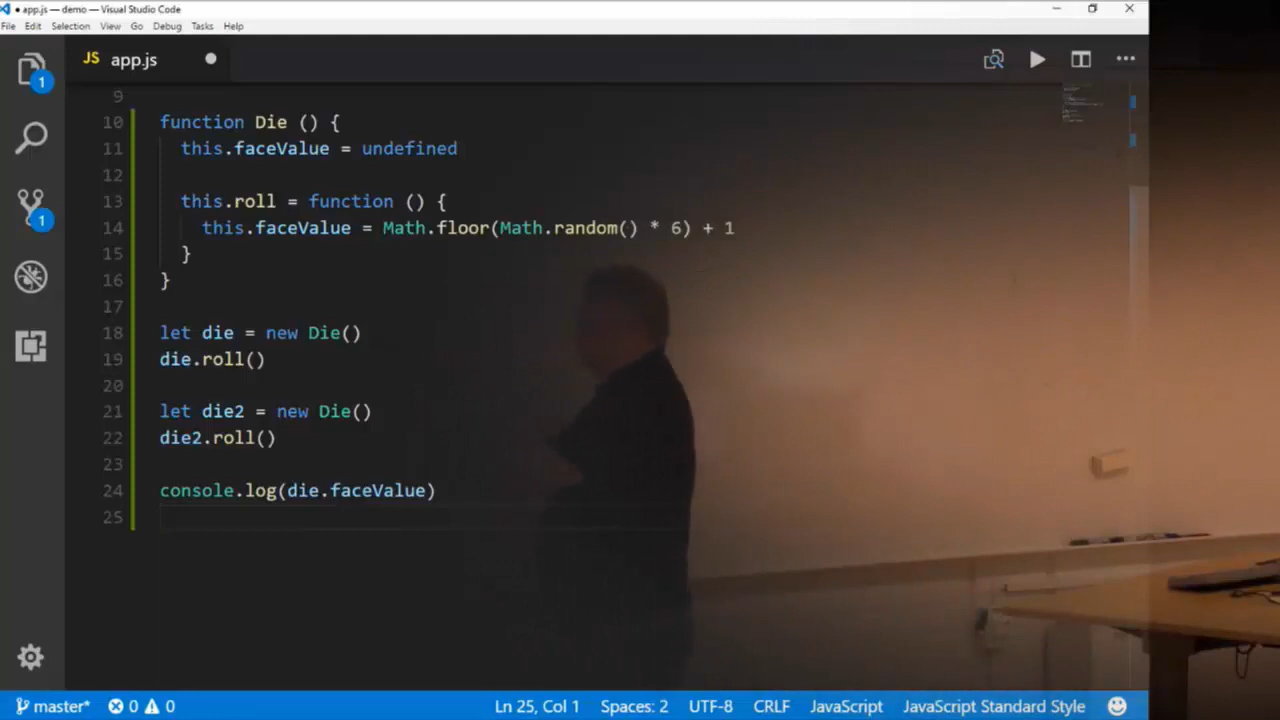 ● app.js — demo — Visual Studio Code
File Edit Selection View Go Debug Tasks Help
JS app.js
1
1
9
10 function Die () {
11 this.faceValue = undefined
12
13 this.roll = function () {
14 this.faceValue = Math.floor(Math.random() * 6) + 1
15 }
16 }
17
18 let die = new Die()
19 die.roll()
20
21 let die2 = new Die()
22 die2.roll()
23
24 console.log(die.faceValue)
25
master* 0 0 Ln 25, Col 1 Spaces: 2 UTF-8 CRLF JavaScript JavaScript Standard Style